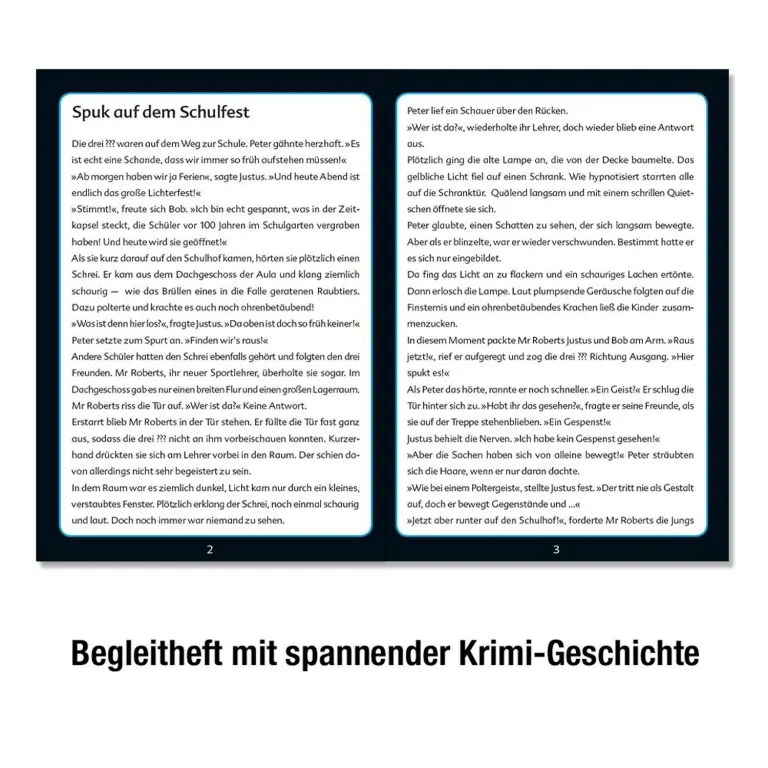 Spuk auf dem Schulfest
Die drei ??? waren auf dem Weg zur Schule. Peter gähnte herzhaft. »Es
ist echt eine Schande, dass wir immer so früh aufstehen müssen!«
»Ab morgen haben wir ja Ferien«, sagte Justus. »Und heute Abend ist
endlich das große Lichterfest!«
»Stimmt!«, freute sich Bob. »Ich bin echt gespannt, was in der Zeit-
kapsel steckt, die Schüler vor 100 Jahren im Schulgarten vergraben
haben! Und heute wird sie geöffnet!«
Als sie kurz darauf auf den Schulhof kamen, hörten sie plötzlich einen
Schrei. Er kam aus dem Dachgeschoss der Aula und klang ziemlich
schaurig — wie das Brüllen eines in die Falle geratenen Raubtiers.
Dazu polterte und krachte es auch noch ohrenbetäubend!
»Was ist denn hier los?«, fragte Justus. »Da oben ist doch so früh keiner!«
Peter setzte zum Spurt an. »Finden wir's raus!«
Andere Schüler hatten den Schrei ebenfalls gehört und folgten den drei
Freunden. Mr Roberts, ihr neuer Sportlehrer, überholte sie sogar. Im
Dachgeschoss gab es nur einen breiten Flur und einen großen Lagerraum.
Mr Roberts riss die Tür auf. »Wer ist da?« Keine Antwort.
Erstarrt blieb Mr Roberts in der Tür stehen. Er füllte die Tür fast ganz
aus, sodass die drei ??? nicht an ihm vorbeischauen konnten. Kurzer-
hand drückten sie sich am Lehrer vorbei in den Raum. Der schien da-
von allerdings nicht sehr begeistert zu sein.
In dem Raum war es ziemlich dunkel, Licht kam nur durch ein kleines,
verstaubtes Fenster. Plötzlich erklang der Schrei, noch einmal schaurig
und laut. Doch noch immer war niemand zu sehen.
2
Peter lief ein Schauer über den Rücken.
»Wer ist da?«, wiederholte ihr Lehrer, doch wieder blieb eine Antwort
aus.
Plötzlich ging die alte Lampe an, die von der Decke baumelte. Das
gelbliche Licht fiel auf einen Schrank. Wie hypnotisiert starrten alle
auf die Schranktür. Quälend langsam und mit einem schrillen Quiet-
schen öffnete sie sich.
Peter glaubte, einen Schatten zu sehen, der sich langsam bewegte.
Aber als er blinzelte, war er wieder verschwunden. Bestimmt hatte er
es sich nur eingebildet.
Da fing das Licht an zu flackern und ein schauriges Lachen ertönte.
Dann erlosch die Lampe. Laut plumpsende Geräusche folgten auf die
Finsternis und ein ohrenbetäubendes Krachen ließ die Kinder zusam-
menzucken.
In diesem Moment packte Mr Roberts Justus und Bob am Arm. »Raus
jetzt!«, rief er aufgeregt und zog die drei ??? Richtung Ausgang. »Hier
spukt es!«
Als Peter das hörte, rannte er noch schneller. »Ein Geist?« Er schlug die
Tür hinter sich zu. »Habt ihr das gesehen?«, fragte er seine Freunde, als
sie auf der Treppe stehenblieben. »Ein Gespenst!«
Justus behielt die Nerven. »Ich habe kein Gespenst gesehen!«
»Aber die Sachen haben sich von alleine bewegt!« Peter sträubten
sich die Haare, wenn er nur daran dachte.
»Wie bei einem Poltergeist«, stellte Justus fest. »Der tritt nie als Gestalt
auf, doch er bewegt Gegenstände und ...«
»Jetzt aber runter auf den Schulhof!«, forderte Mr Roberts die Jungs
3
Begleitheft mit spannender Krimi-Geschichte